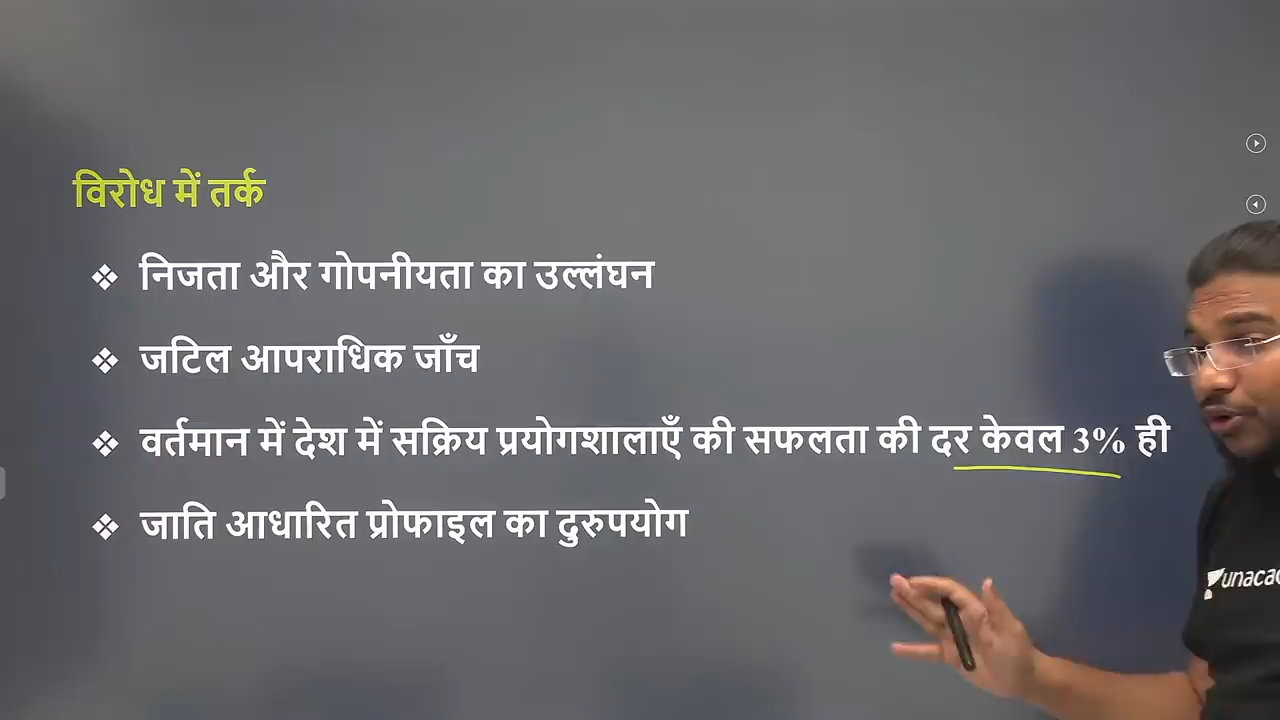 विरोध में तर्क
❖ निजता और गोपनीयता का उल्लंघन
❖ जटिल आपराधिक जाँच
❖ वर्तमान में देश में सक्रिय प्रयोगशालाएँ की सफलता की दर केवल 3% ही
❖ जाति आधारित प्रोफाइल का दुरुपयोग
unaca